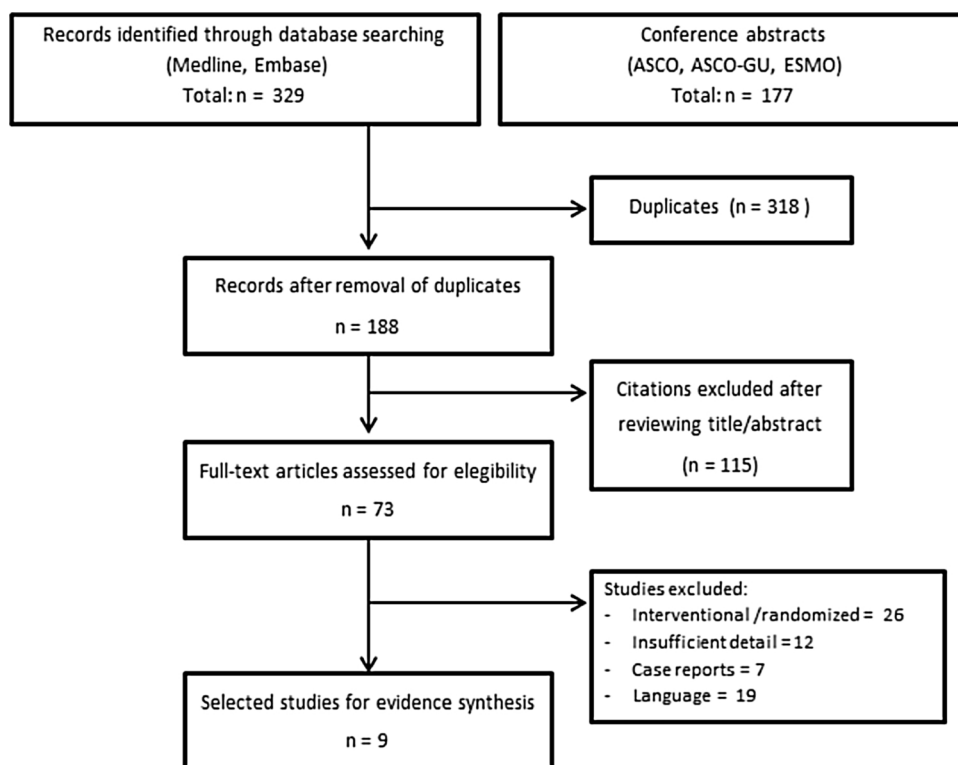 Records identified through database searching
(Medline, Embase)
Total: n = 329
Conference abstracts
(ASCO, ASCO-GU, ESMO)
Total: n = 177
Duplicates (n = 318 )
Records after removal of duplicates
n = 188
Citations excluded after
reviewing title/abstract
(n = 115)
Full-text articles assessed for elegibility
n = 73
Studies excluded:
- Interventional /randomized = 26
- Insufficient detail =12
- Case reports = 7
- Language = 19
Selected studies for evidence synthesis
n = 9